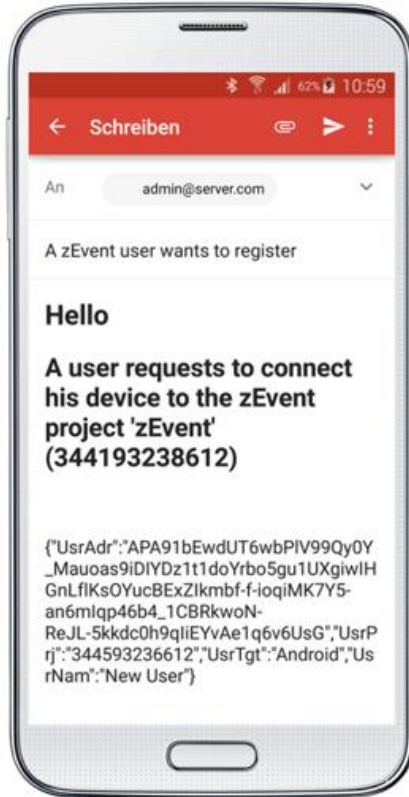 62% 10:59
Schreiben
An admin@server.com
A zEvent user wants to register
Hello
A user requests to connect
his device to the zEvent
project 'zEvent'
(344193238612)
{"UsrAdr":"APA91bEwdUT6wbPlV99Qy0Y
_Mauoas9iDIYDz1t1doYrbo5gu1UXgiwIH
GnLflKsOYucBExZIkmbf-f-ioqiMK7Y5-
an6mIqp46b4_1CBRkwoN-
ReJL-5kkdc0h9qIiEYvAe1q6v6UsG","UsrP
rj":"344593236612","UsrTgt":"Android","Us
rNam":"New User"}